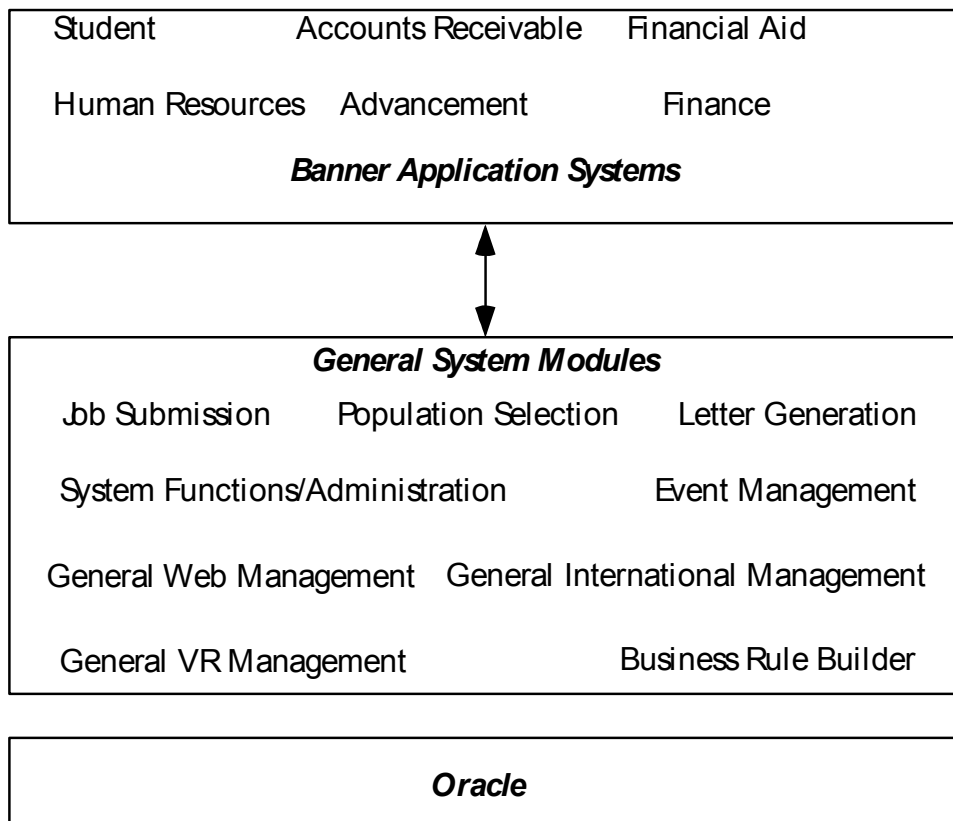 Student Accounts Receivable Financial Aid
Human Resources Advancement Finance
Banner Application Systems
General System Modules
Job Submission Population Selection Letter Generation
System Functions/Administration Event Management
General Web Management General International Management
General VR Management Business Rule Builder
Oracle